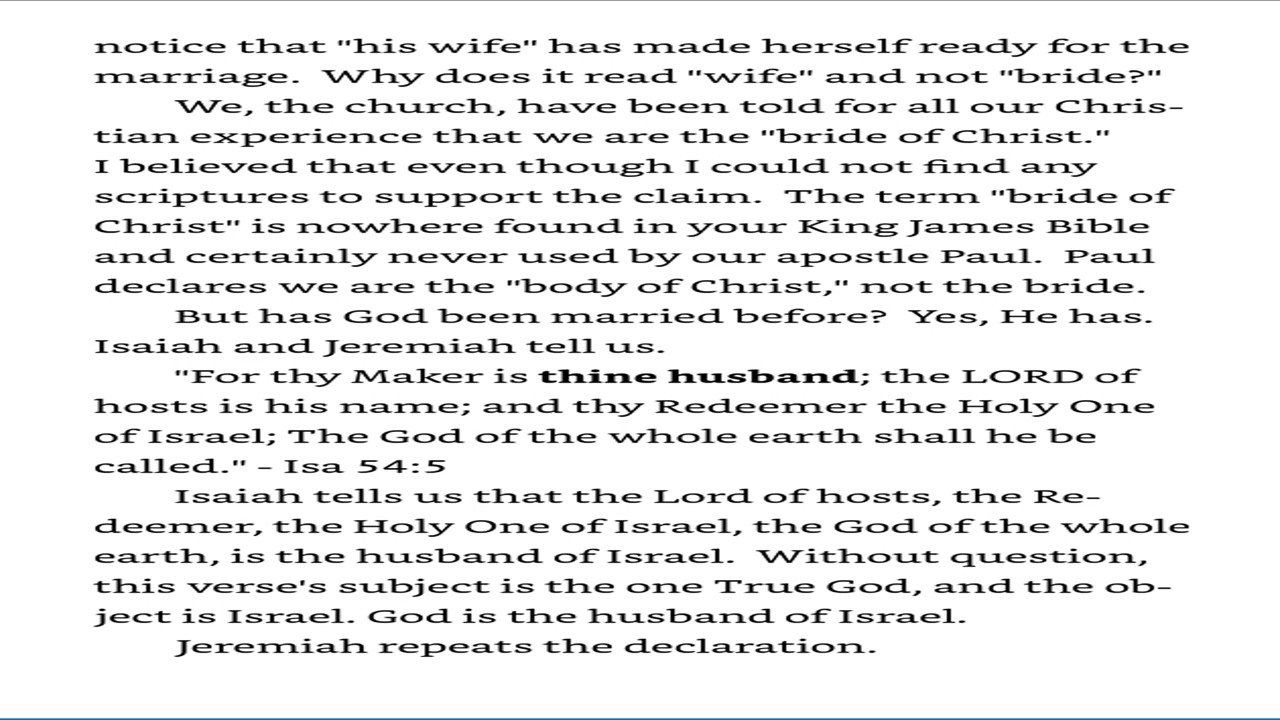 notice that "his wife" has made herself ready for the
marriage.  Why does it read "wife" and not "bride?"
We, the church, have been told for all our Chris-
tian experience that we are the "bride of Christ."
I believed that even though I could not find any
scriptures to support the claim.  The term "bride of
Christ" is nowhere found in your King James Bible
and certainly never used by our apostle Paul.  Paul
declares we are the "body of Christ," not the bride.
But has God been married before?  Yes, He has.
Isaiah and Jeremiah tell us.
"For thy Maker is thine husband; the LORD of
hosts is his name; and thy Redeemer the Holy One
of Israel; The God of the whole earth shall he be
called." – Isa 54:5
Isaiah tells us that the Lord of hosts, the Re-
deemer, the Holy One of Israel, the God of the whole
earth, is the husband of Israel.  Without question,
this verse's subject is the one True God, and the ob-
ject is Israel. God is the husband of Israel.
Jeremiah repeats the declaration.